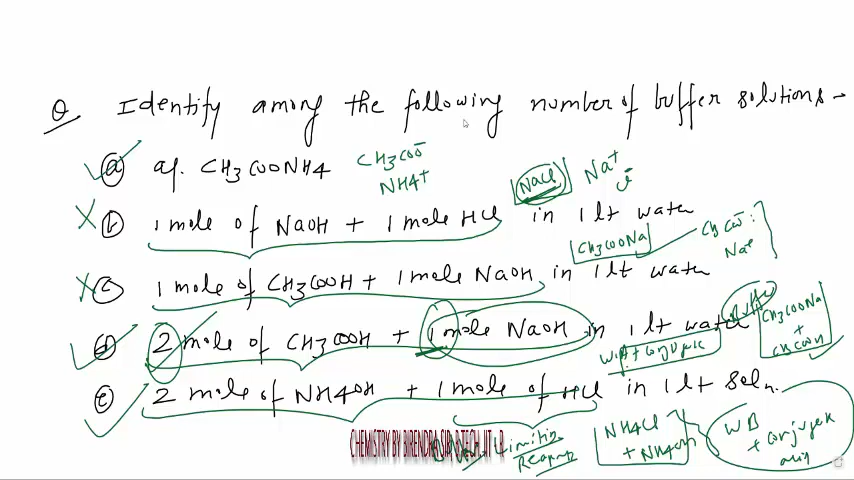 Q Identify among the following number of buffer solutions -
a aq. CH3COONH4 CH3COO- NH4+ NaCl Na+ Cl-
b 1 mole of NaOH + 1 mole HCl in 1 lt water
CH3COONa CH3COO- Na+
c 1 mole of CH3COOH + 1 mole NaOH in 1 lt water
d 2 mole of CH3COOH + 1 mole NaOH in 1 lt water Buffer
CH3COONa + CH3COOH
WA + conjugate
e 2 mole of NH4OH + 1 mole of HCl in 1 lt soln.
Limiting Reagent
NH4Cl + NH4OH
WB + conjugate acid
CHEMISTRY BY BIRENDRA SIR B.TECH, IIT